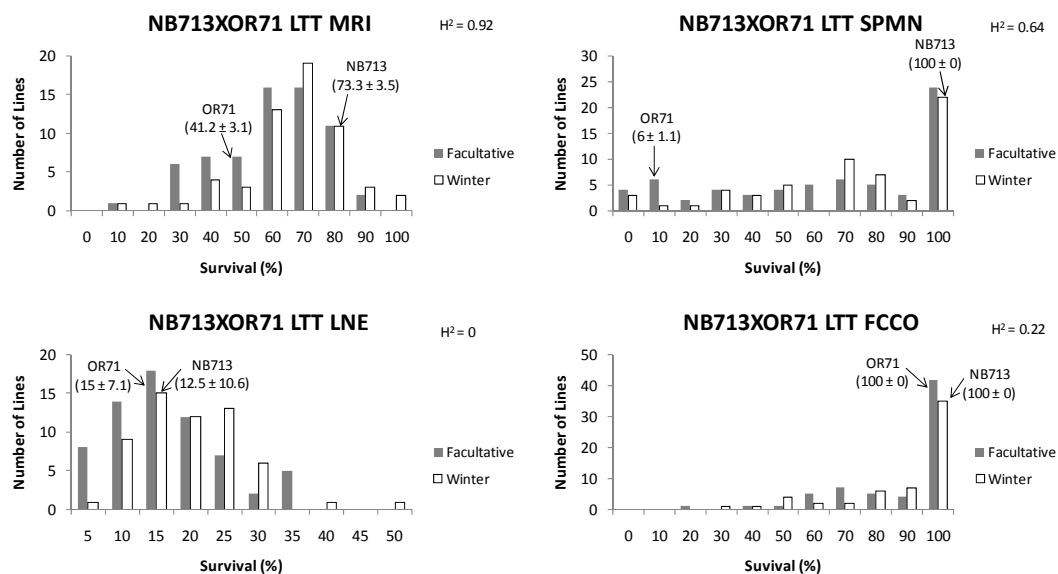 NB713XOR71 LTT MRI
H² = 0.92
Number of Lines
20
15
10
5
0
OR71
(41.2 ± 3.1)
NB713
(73.3 ± 3.5)
Facultative
Winter
0 10 20 30 40 50 60 70 80 90 100
Survival (%)
NB713XOR71 LTT SPMN
H² = 0.64
Number of Lines
30
25
20
15
10
5
0
OR71
(6 ± 1.1)
NB713
(100 ± 0)
Facultative
Winter
0 10 20 30 40 50 60 70 80 90 100
Suvival (%)
NB713XOR71 LTT LNE
H² = 0
Number of Lines
20
15
10
5
0
OR71
(15 ± 7.1)
NB713
(12.5 ± 10.6)
Facultative
Winter
5 10 15 20 25 30 35 40 45 50
Survival (%)
NB713XOR71 LTT FCCO
H² = 0.22
Number of Lines
50
40
30
20
10
0
OR71
(100 ± 0)
NB713
(100 ± 0)
Facultative
Winter
0 10 20 30 40 50 60 70 80 90 100
Survival (%)